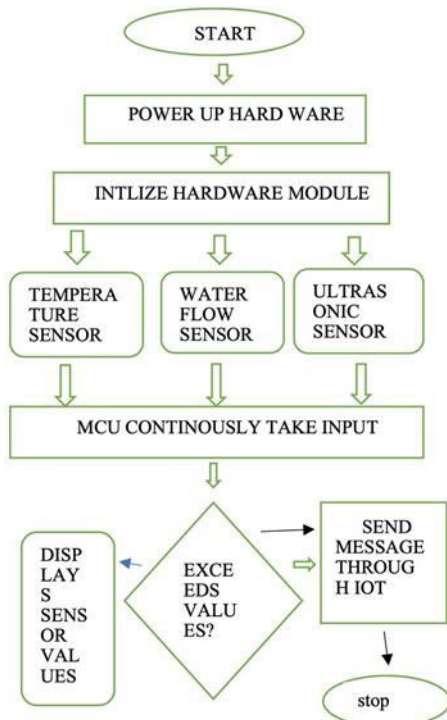 START
POWER UP HARD WARE
INTLIZE HARDWARE MODULE
TEMPERA
TURE
SENSOR
WATER
FLOW
SENSOR
ULTRAS
ONIC
SENSOR
MCU CONTINOUSLY TAKE INPUT
DISP
LAY
S
SENS
OR
VAL
UES
EXCE
EDS
VALU
ES?
SEND
MESSAGE
THROUG
H IOT
stop